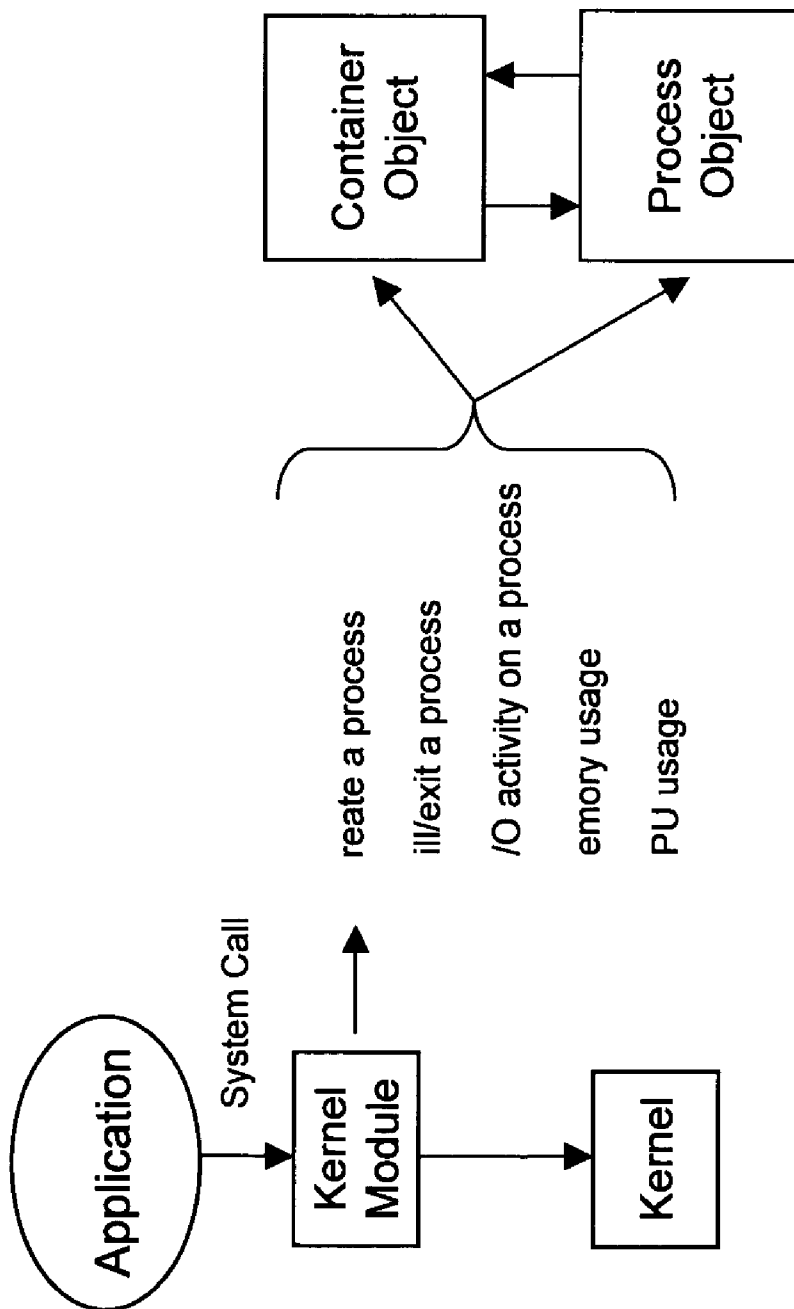 Application
System Call
Kernel
Module
Kernel
reate a process
ill/exit a process
/O activity on a process
emory usage
PU usage
Container
Object
Process
Object